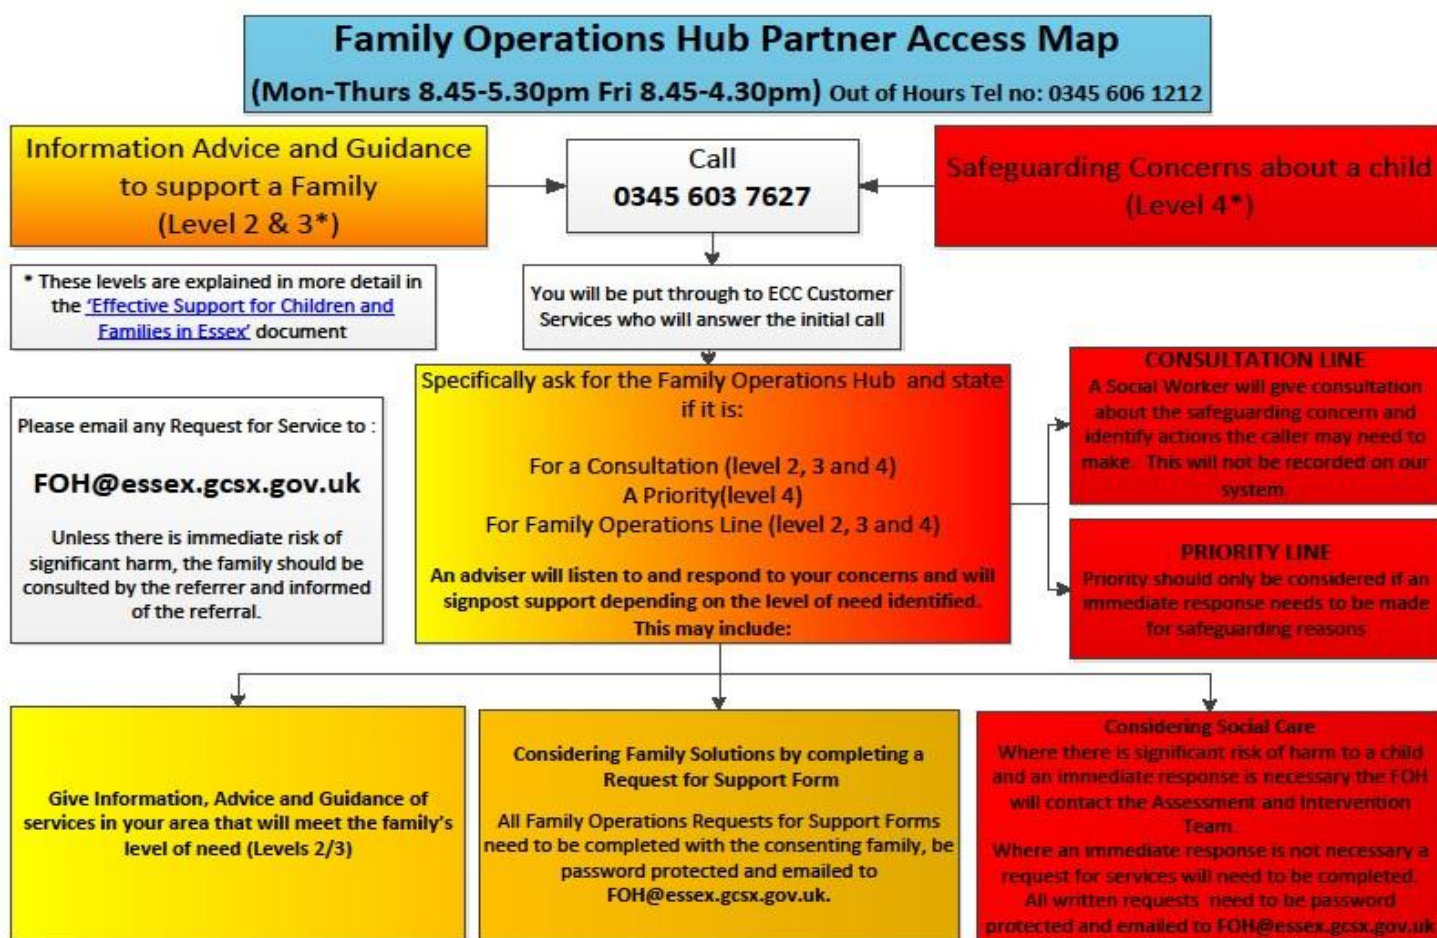 Family Operations Hub Partner Access Map
(Mon-Thurs 8.45-5.30pm Fri 8.45-4.30pm) Out of Hours Tel no: 0345 606 1212
Information Advice and Guidance
to support a Family
(Level 2 & 3*)
Call
0345 603 7627
Safeguarding Concerns about a child
(Level 4*)
* These levels are explained in more detail in
the 'Effective Support for Children and
Families in Essex' document
You will be put through to ECC Customer
Services who will answer the initial call
Please email any Request for Service to :
FOH@essex.gcsx.gov.uk
Unless there is immediate risk of
significant harm, the family should be
consulted by the referrer and informed
of the referral.
Specifically ask for the Family Operations Hub and state
if it is:
For a Consultation (level 2, 3 and 4)
A Priority(level 4)
For Family Operations Line (level 2, 3 and 4)
An adviser will listen to and respond to your concerns and will
signpost support depending on the level of need identified.
This may include:
CONSULTATION LINE
A Social Worker will give consultation
about the safeguarding concern and
identify actions the caller may need to
make. This will not be recorded on our
system.
PRIORITY LINE
Priority should only be considered if an
immediate response needs to be made
for safeguarding reasons
Give Information, Advice and Guidance of
services in your area that will meet the family's
level of need (Levels 2/3)
Considering Family Solutions by completing a
Request for Support Form
All Family Operations Requests for Support Forms
need to be completed with the consenting family, be
password protected and emailed to
FOH@essex.gcsx.gov.uk.
Considering Social Care
Where there is significant risk of harm to a child
and an immediate response is necessary the FOH
will contact the Assessment and Intervention
Team.
Where an immediate response is not necessary a
request for services will need to be completed.
All written requests need to be password
protected and emailed to FOH@essex.gcsx.gov.uk